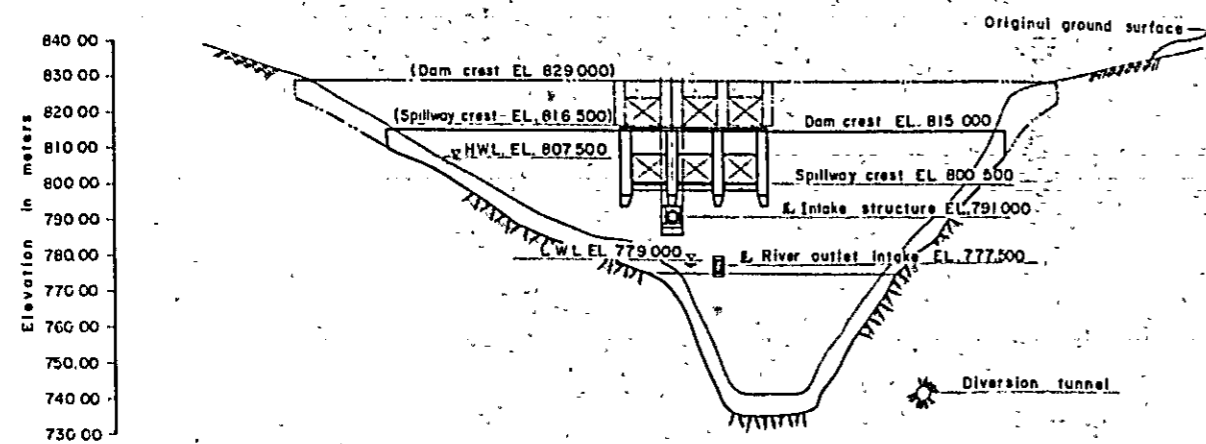 Original ground surface
840 00
830 00
820 00
810 00
800 00
790 00
780 00
770 00
760 00
750 00
740 00
730 00
Elevation in meters
(Dam crest EL 829 000)
(Spillway crest EL. 816 500)
Dam crest EL. 815 000
HWL. EL. 807 500
Spillway crest EL 800 500
Intake structure EL. 791 000
L W L EL 779 000
River outlet intake EL. 777.500
Diversion tunnel